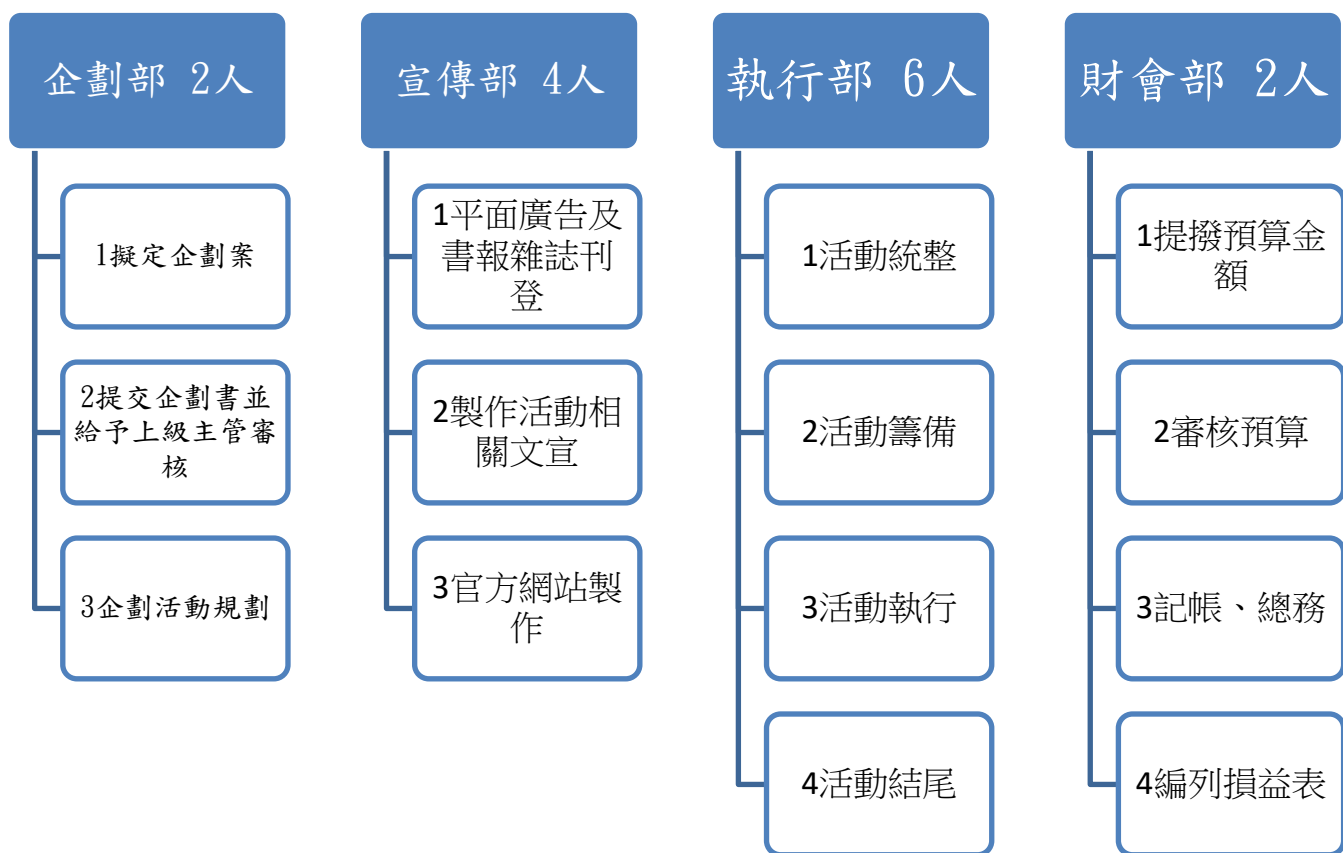 企劃部 2人
1擬定企劃案
2提交企劃書並
給予上級主管審
核
3企劃活動規劃
宣傳部 4人
1平面廣告及
書報雜誌刊
登
2製作活動相
關文宣
3官方網站製
作
執行部 6人
1活動統整
2活動籌備
3活動執行
4活動結尾
財會部 2人
1提撥預算金
額
2審核預算
3記帳、總務
4編列損益表